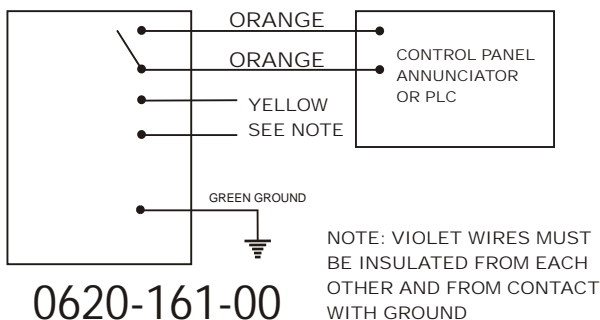 ORANGE
ORANGE
CONTROL PANEL
ANNUNCIATOR
OR PLC
YELLOW
SEE NOTE
GREEN GROUND
NOTE: VIOLET WIRES MUST
BE INSULATED FROM EACH
OTHER AND FROM CONTACT
WITH GROUND
0620-161-00